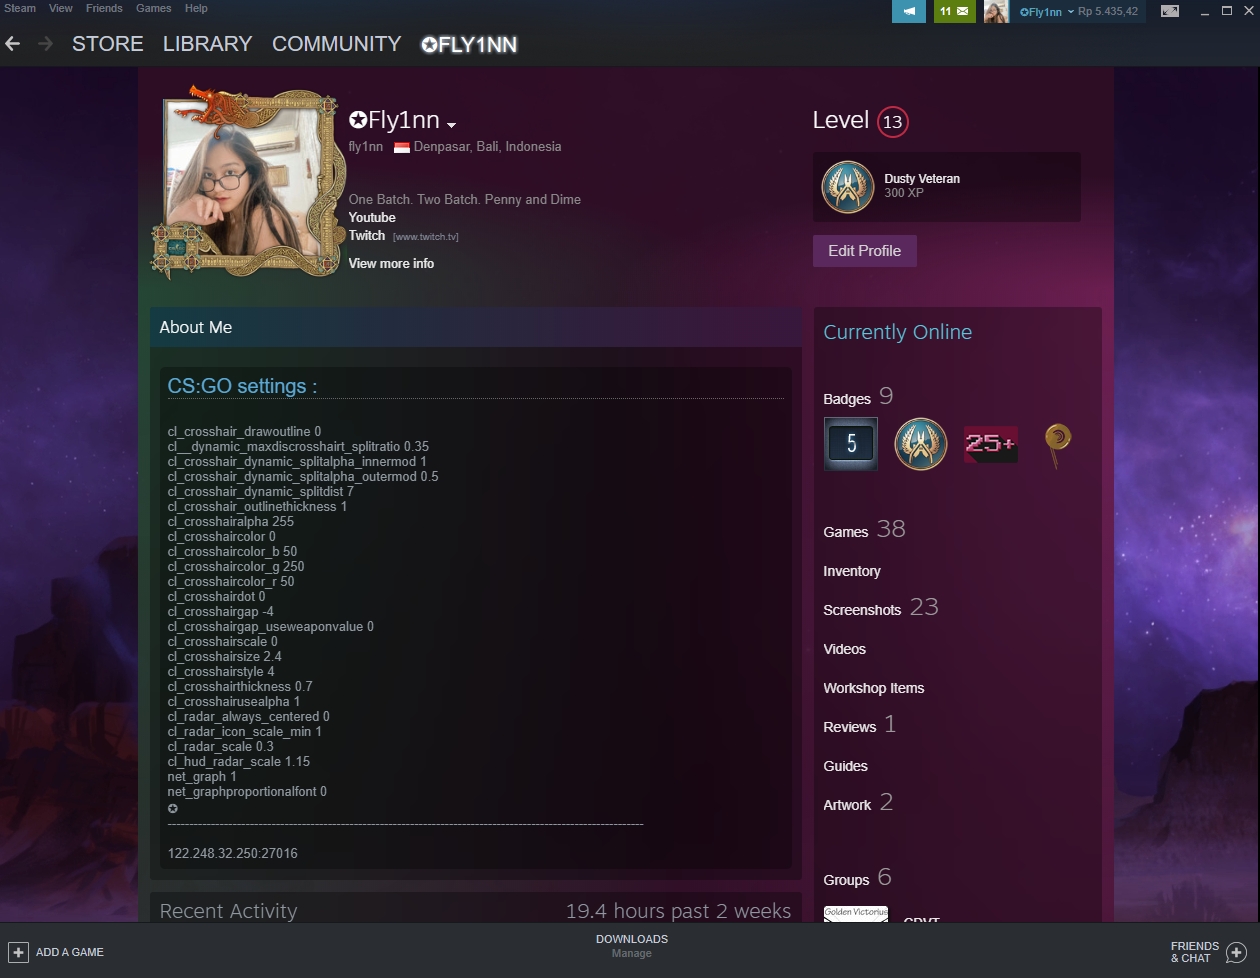 Steam View Friends Games Help
11 ✪Fly1nn Rp 5.435,42
STORE LIBRARY COMMUNITY ✪FLY1NN
✪Fly1nn
fly1nn Denpasar, Bali, Indonesia
One Batch. Two Batch. Penny and Dime
Youtube
Twitch [www.twitch.tv]
View more info
Level 13
Dusty Veteran
300 XP
Edit Profile
About Me
CS:GO settings :
cl_crosshair_drawoutline 0
cl__dynamic_maxdiscrosshairt_splitratio 0.35
cl_crosshair_dynamic_splitalpha_innermod 1
cl_crosshair_dynamic_splitalpha_outermod 0.5
cl_crosshair_dynamic_splitdist 7
cl_crosshair_outlinethickness 1
cl_crosshairalpha 255
cl_crosshaircolor 0
cl_crosshaircolor_b 50
cl_crosshaircolor_g 250
cl_crosshaircolor_r 50
cl_crosshairdot 0
cl_crosshairgap -4
cl_crosshairgap_useweaponvalue 0
cl_crosshairscale 0
cl_crosshairsize 2.4
cl_crosshairstyle 4
cl_crosshairthickness 0.7
cl_crosshairusealpha 1
cl_radar_always_centered 0
cl_radar_icon_scale_min 1
cl_radar_scale 0.3
cl_hud_radar_scale 1.15
net_graph 1
net_graphproportionalfont 0
✪
122.248.32.250:27016
Recent Activity 19.4 hours past 2 weeks
Currently Online
Badges 9
5
25+
Games 38
Inventory
Screenshots 23
Videos
Workshop Items
Reviews 1
Guides
Artwork 2
Groups 6
Golden Victorius
ADD A GAME
DOWNLOADS
Manage
FRIENDS
& CHAT